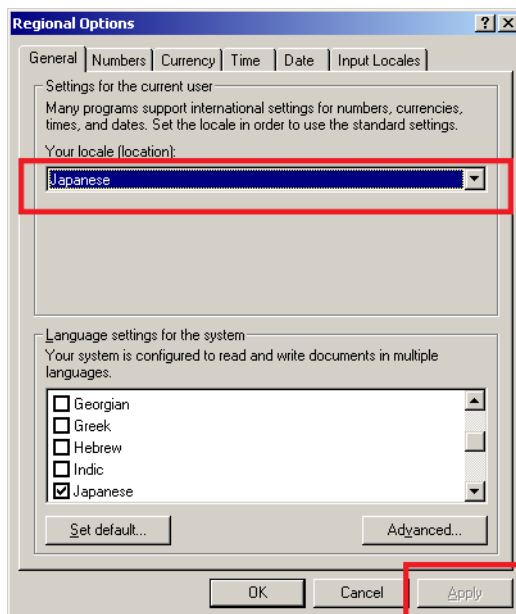 Regional Options
General Numbers Currency Time Date Input Locales
Settings for the current user
Many programs support international settings for numbers, currencies,
times, and dates. Set the locale in order to use the standard settings.
Your locale (location):
Japanese
Language settings for the system
Your system is configured to read and write documents in multiple
languages.
Georgian
Greek
Hebrew
Indic
Japanese
Set default... Advanced...
OK Cancel Apply